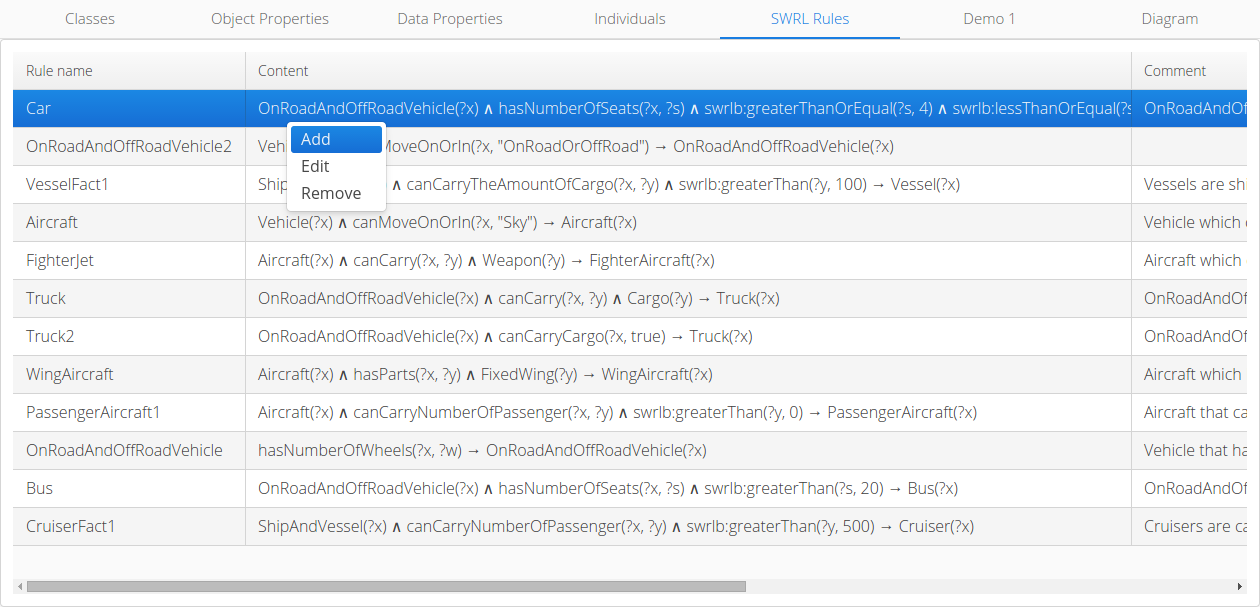 Classes Object Properties Data Properties Individuals SWRL Rules Demo 1 Diagram
Rule name Content Comment
Car OnRoadAndOffRoadVehicle(?x) ∧ hasNumberOfSeats(?x, ?s) ∧ swrlb:greaterThanOrEqual(?s, 4) ∧ swrlb:lessThanOrEqual(?s OnRoadAndOf
Add
OnRoadAndOffRoadVehicle2 Veh MoveOnOrIn(?x, "OnRoadOrOffRoad") → OnRoadAndOffRoadVehicle(?x)
Edit
VesselFact1 Ship ∧ canCarryTheAmountOfCargo(?x, ?y) ∧ swrlb:greaterThan(?y, 100) → Vessel(?x) Vessels are shi
Remove
Aircraft Vehicle(?x) ∧ canMoveOnOrIn(?x, "Sky") → Aircraft(?x) Vehicle which
FighterJet Aircraft(?x) ∧ canCarry(?x, ?y) ∧ Weapon(?y) → FighterAircraft(?x) Aircraft which
Truck OnRoadAndOffRoadVehicle(?x) ∧ canCarry(?x, ?y) ∧ Cargo(?y) → Truck(?x) OnRoadAndOf
Truck2 OnRoadAndOffRoadVehicle(?x) ∧ canCarryCargo(?x, true) → Truck(?x) OnRoadAndOf
WingAircraft Aircraft(?x) ∧ hasParts(?x, ?y) ∧ FixedWing(?y) → WingAircraft(?x) Aircraft which
PassengerAircraft1 Aircraft(?x) ∧ canCarryNumberOfPassenger(?x, ?y) ∧ swrlb:greaterThan(?y, 0) → PassengerAircraft(?x) Aircraft that ca
OnRoadAndOffRoadVehicle hasNumberOfWheels(?x, ?w) → OnRoadAndOffRoadVehicle(?x) Vehicle that ha
Bus OnRoadAndOffRoadVehicle(?x) ∧ hasNumberOfSeats(?x, ?s) ∧ swrlb:greaterThan(?s, 20) → Bus(?x) OnRoadAndOf
CruiserFact1 ShipAndVessel(?x) ∧ canCarryNumberOfPassenger(?x, ?y) ∧ swrlb:greaterThan(?y, 500) → Cruiser(?x) Cruisers are ca